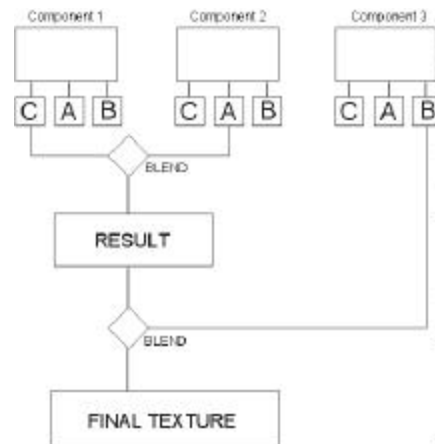 Component 1 Component 2 Component 3
C A B C A B C A B
BLEND
RESULT
BLEND
FINAL TEXTURE